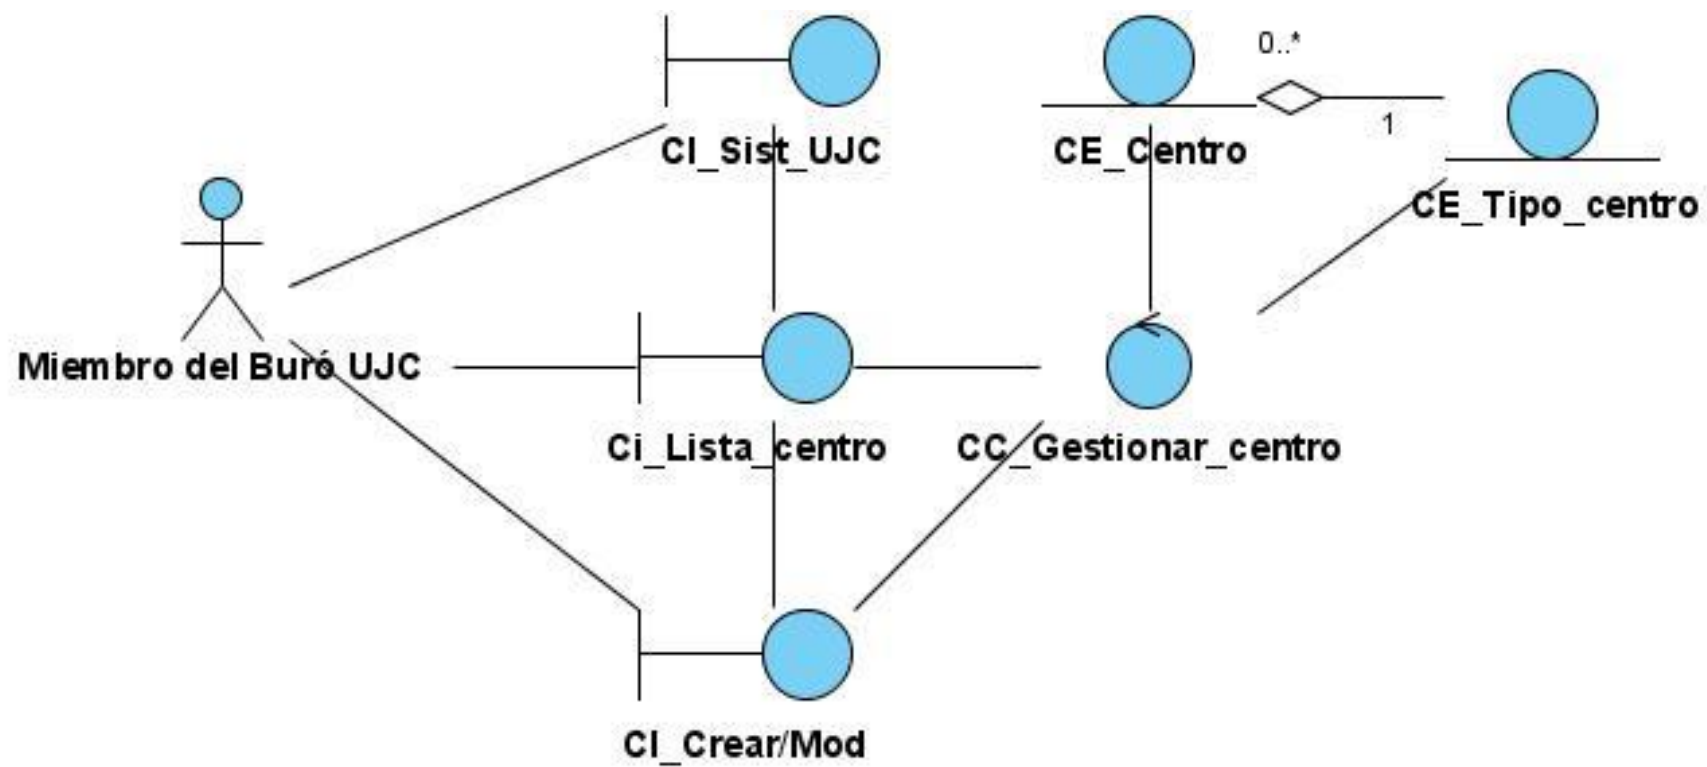 0..*
1
CI_Sist_UJC
CE_Centro
CE_Tipo_centro
Miembro del Buró UJC
Ci_Lista_centro
CC_Gestionar_centro
CI_Crear/Mod